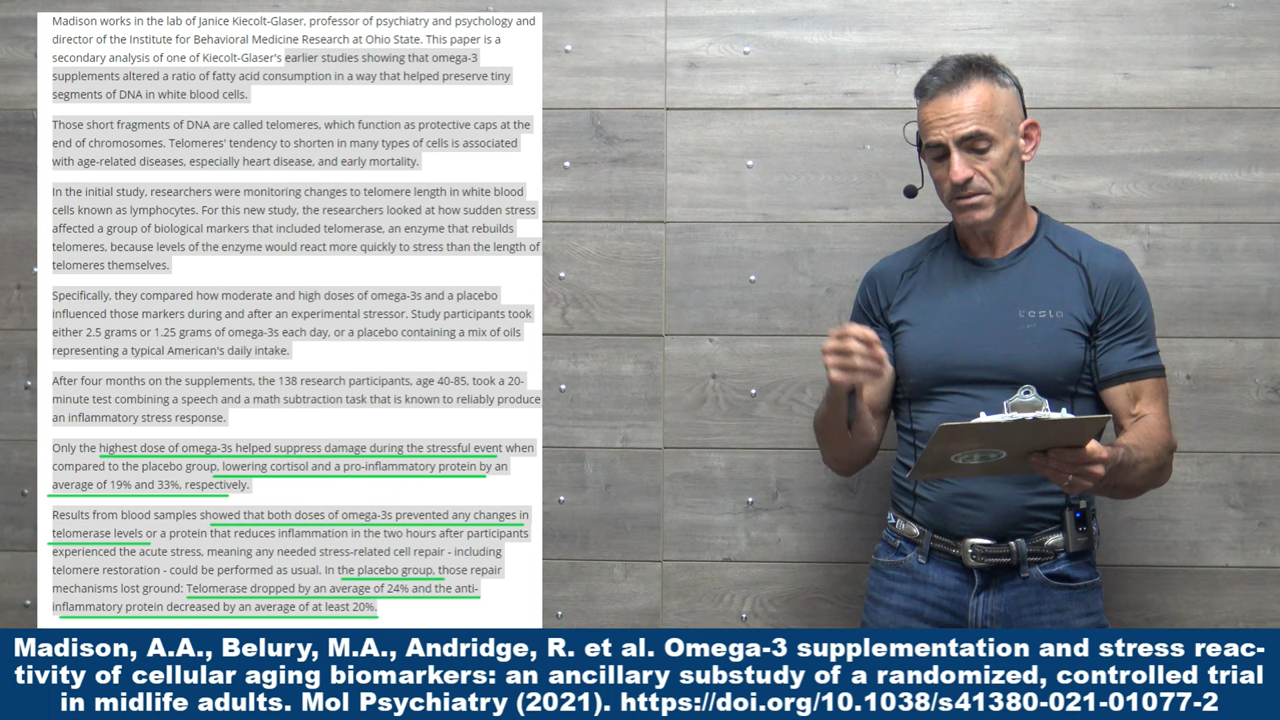 Madison works in the lab of Janice Kiecolt-Glaser, professor of psychiatry and psychology and
director of the Institute for Behavioral Medicine Research at Ohio State. This paper is a
secondary analysis of one of Kiecolt-Glaser's earlier studies showing that omega-3
supplements altered a ratio of fatty acid consumption in a way that helped preserve tiny
segments of DNA in white blood cells.
Those short fragments of DNA are called telomeres, which function as protective caps at the
end of chromosomes. Telomeres' tendency to shorten in many types of cells is associated
with age-related diseases, especially heart disease, and early mortality.
In the initial study, researchers were monitoring changes to telomere length in white blood
cells known as lymphocytes. For this new study, the researchers looked at how sudden stress
affected a group of biological markers that included telomerase, an enzyme that rebuilds
telomeres, because levels of the enzyme would react more quickly to stress than the length of
telomeres themselves.
Specifically, they compared how moderate and high doses of omega-3s and a placebo
influenced those markers during and after an experimental stressor. Study participants took
either 2.5 grams or 1.25 grams of omega-3s each day, or a placebo containing a mix of oils
representing a typical American's daily intake.
After four months on the supplements, the 138 research participants, age 40-85, took a 20-
minute test combining a speech and a math subtraction task that is known to reliably produce
an inflammatory stress response.
Only the highest dose of omega-3s helped suppress damage during the stressful event when
compared to the placebo group, lowering cortisol and a pro-inflammatory protein by an
average of 19% and 33%, respectively.
Results from blood samples showed that both doses of omega-3s prevented any changes in
telomerase levels or a protein that reduces inflammation in the two hours after participants
experienced the acute stress, meaning any needed stress-related cell repair - including
telomere restoration - could be performed as usual. In the placebo group, those repair
mechanisms lost ground: Telomerase dropped by an average of 24% and the anti-
inflammatory protein decreased by an average of at least 20%.
tesla
Madison, A.A., Belury, M.A., Andridge, R. et al. Omega-3 supplementation and stress reac-
tivity of cellular aging biomarkers: an ancillary substudy of a randomized, controlled trial
in midlife adults. Mol Psychiatry (2021). https://doi.org/10.1038/s41380-021-01077-2